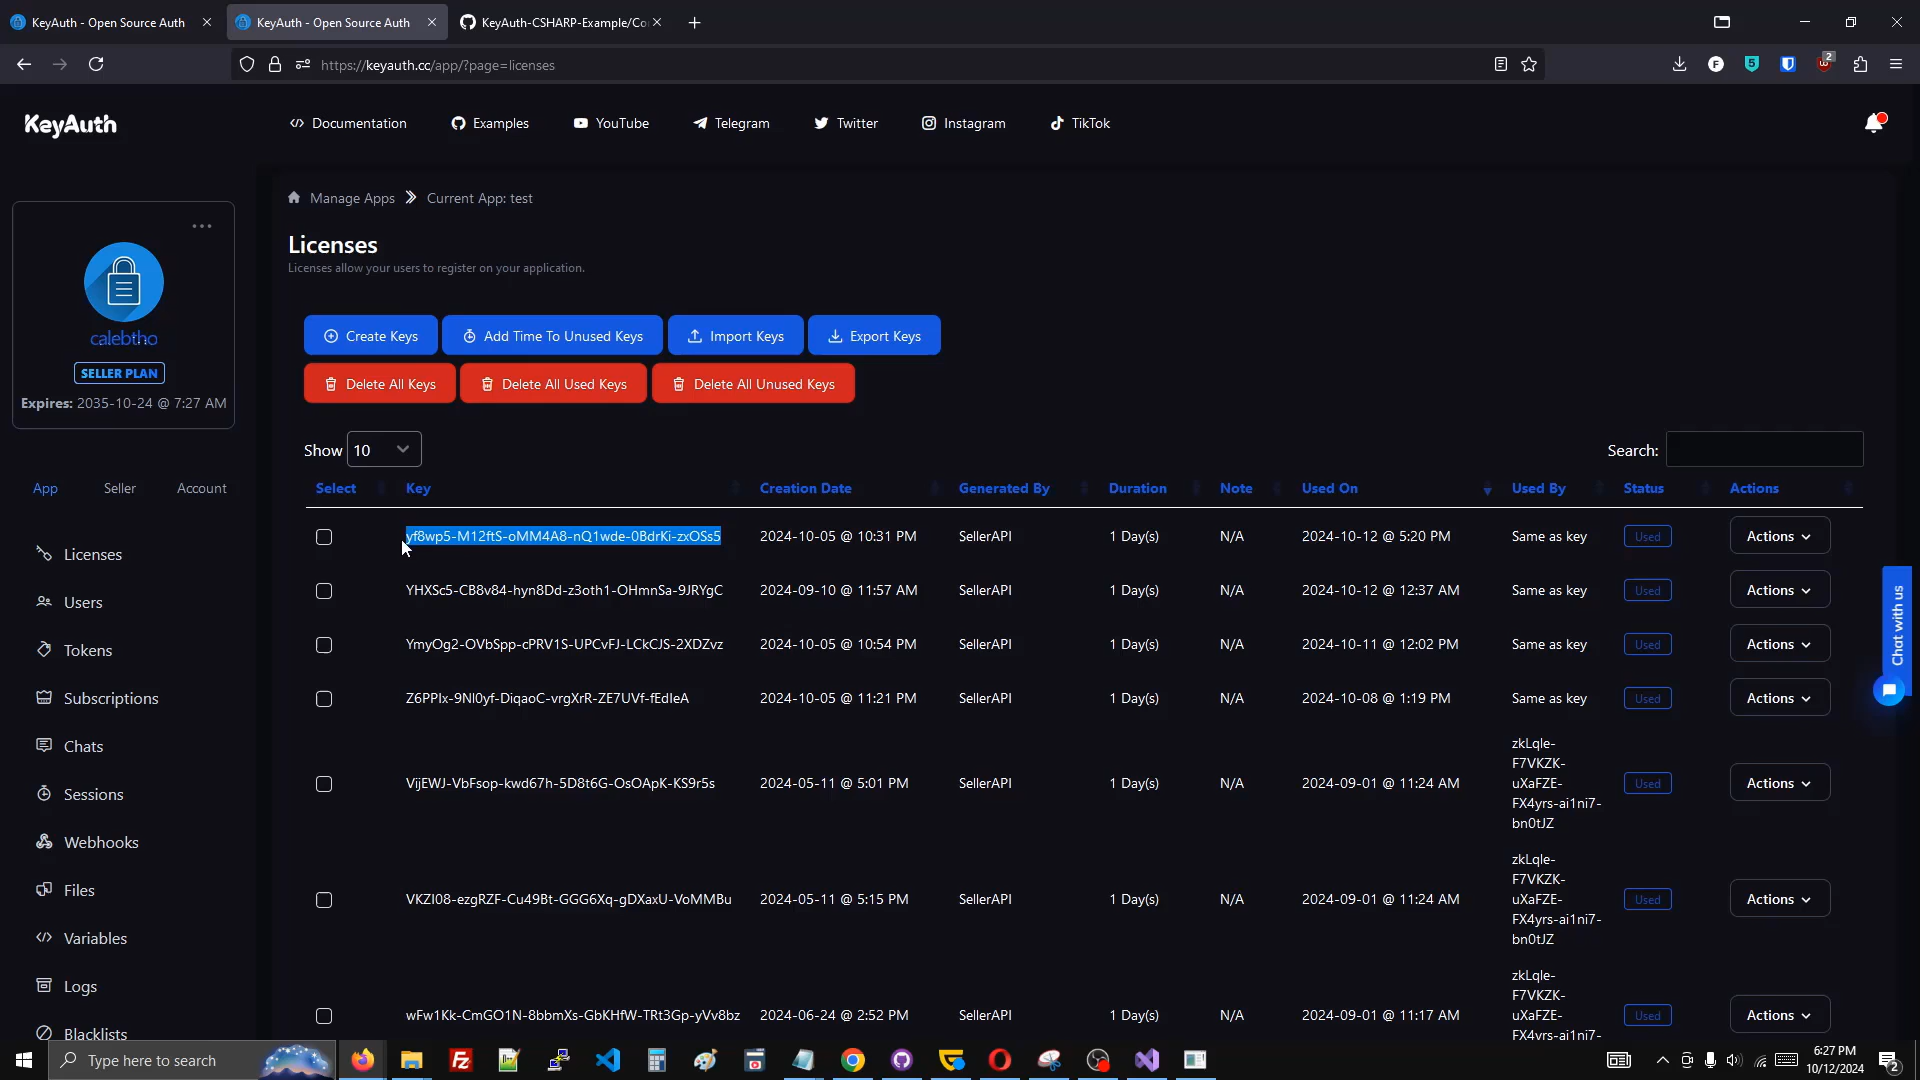 KeyAuth - Open Source Auth
KeyAuth - Open Source Auth
KeyAuth-CSHARP-Example/Co
https://keyauth.cc/app/?page=licenses
F
5
2
KeyAuth
Documentation
Examples
YouTube
Telegram
Twitter
Instagram
TikTok
Manage Apps
Current App: test
calebtho
SELLER PLAN
Expires: 2035-10-24 @ 7:27 AM
App
Seller
Account
Licenses
Users
Tokens
Subscriptions
Chats
Sessions
Webhooks
Files
Variables
Logs
Blacklists
Licenses
Licenses allow your users to register on your application.
Create Keys
Add Time To Unused Keys
Import Keys
Export Keys
Delete All Keys
Delete All Used Keys
Delete All Unused Keys
Show 10
Search:
Select Key Creation Date Generated By Duration Note Used On Used By Status Actions
yf8wp5-M12ftS-oMM4A8-nQ1wde-0BdrKi-zxOSs5 2024-10-05 @ 10:31 PM SellerAPI 1 Day(s) N/A 2024-10-12 @ 5:20 PM Same as key Used Actions
YHXSc5-CB8v84-hyn8Dd-z3oth1-OHmnSa-9JRYgC 2024-09-10 @ 11:57 AM SellerAPI 1 Day(s) N/A 2024-10-12 @ 12:37 AM Same as key Used Actions
YmyOg2-OVbSpp-cPRV1S-UPCvFJ-LCkCJS-2XDZvz 2024-10-05 @ 10:54 PM SellerAPI 1 Day(s) N/A 2024-10-11 @ 12:02 PM Same as key Used Actions
Z6PPIx-9Nl0yf-DiqaoC-vrgXrR-ZE7UVf-fEdIeA 2024-10-05 @ 11:21 PM SellerAPI 1 Day(s) N/A 2024-10-08 @ 1:19 PM Same as key Used Actions
zkLqle-
F7VKZK-
VijEWJ-VbFsop-kwd67h-5D8t6G-OsOApK-KS9r5s 2024-05-11 @ 5:01 PM SellerAPI 1 Day(s) N/A 2024-09-01 @ 11:24 AM uXaFZE- Used Actions
FX4yrs-ai1ni7-
bn0tJZ
zkLqle-
F7VKZK-
VKZI08-ezgRZF-Cu49Bt-GGG6Xq-gDXaxU-VoMMBu 2024-05-11 @ 5:15 PM SellerAPI 1 Day(s) N/A 2024-09-01 @ 11:24 AM uXaFZE- Used Actions
FX4yrs-ai1ni7-
bn0tJZ
zkLqle-
F7VKZK-
wFw1Kk-CmGO1N-8bbmXs-GbKHfW-TRt3Gp-yVv8bz 2024-06-24 @ 2:52 PM SellerAPI 1 Day(s) N/A 2024-09-01 @ 11:17 AM uXaFZE- Used Actions
FX4yrs-ai1ni7-
Chat with us
Type here to search
6:27 PM
10/12/2024
2